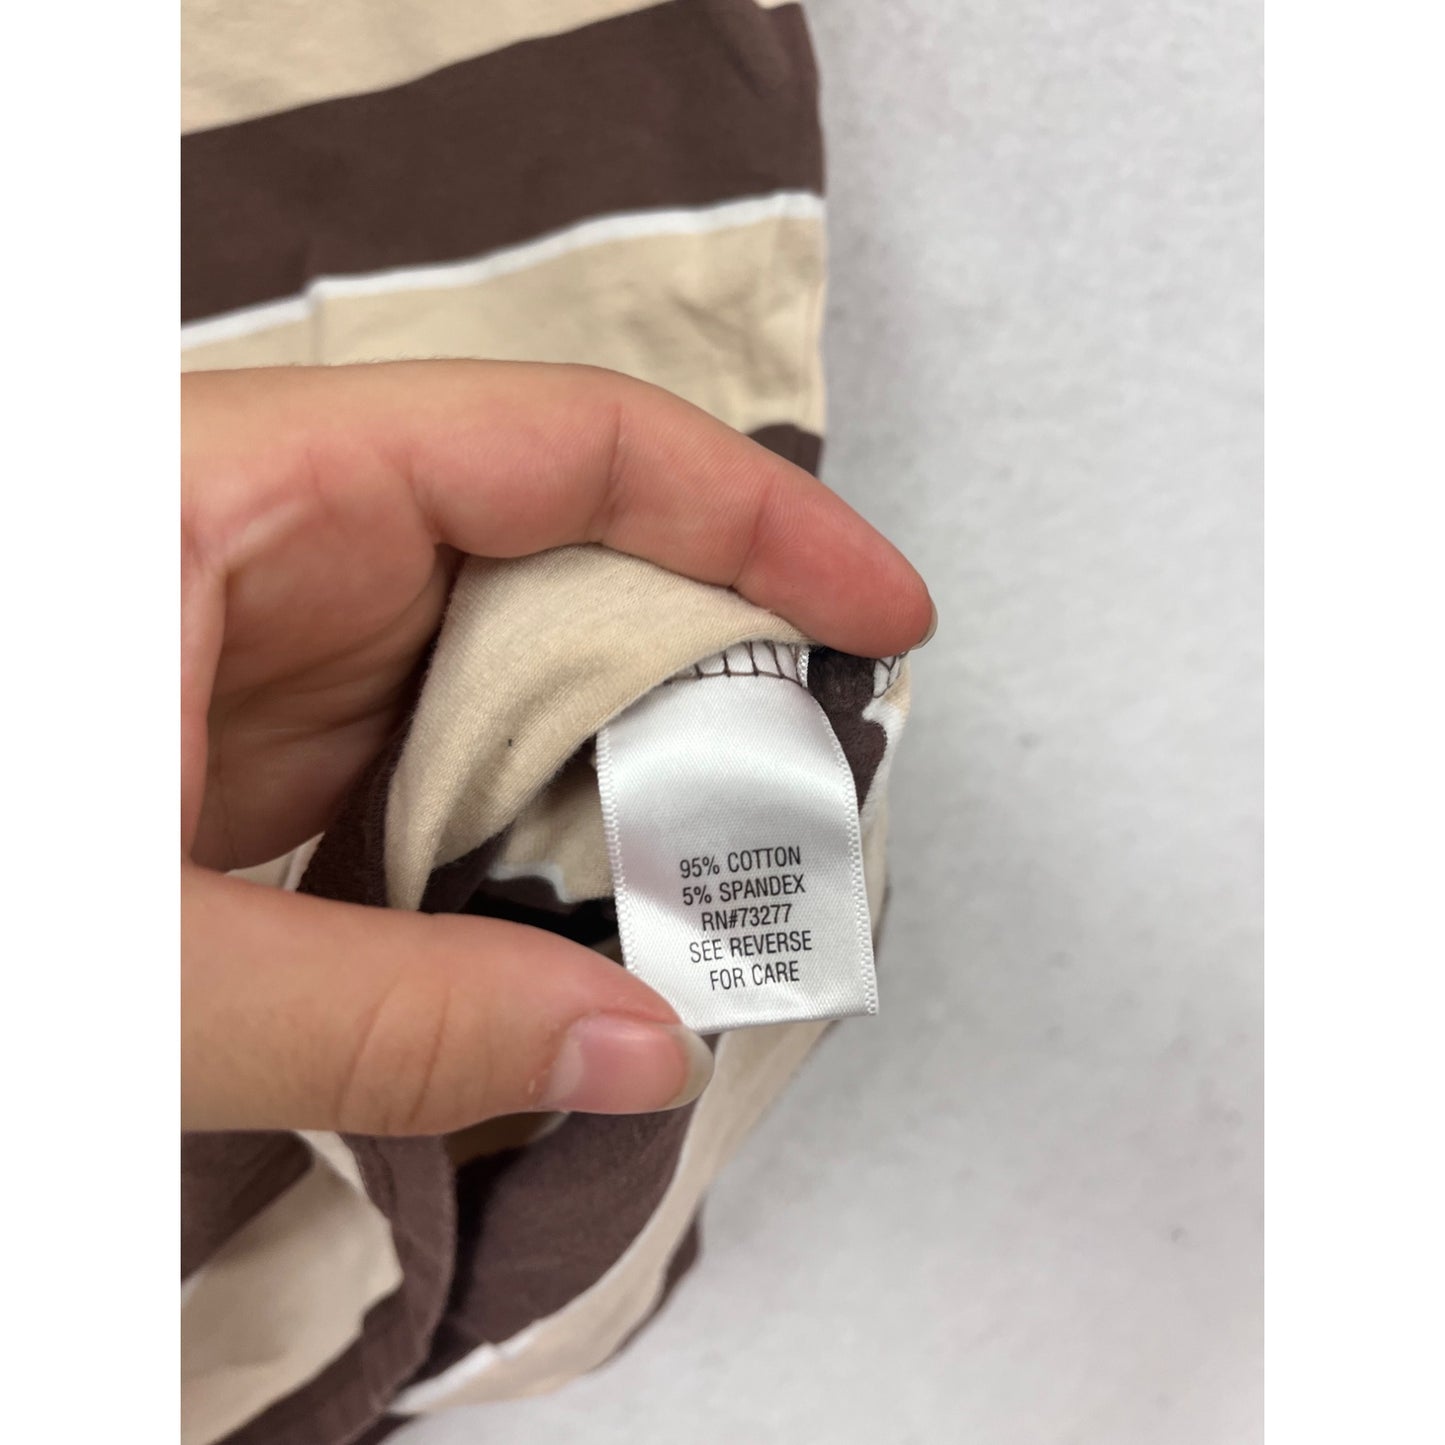 95% COTTON
5% SPANDEX
RN#73277
SEE REVERSE
FOR CARE